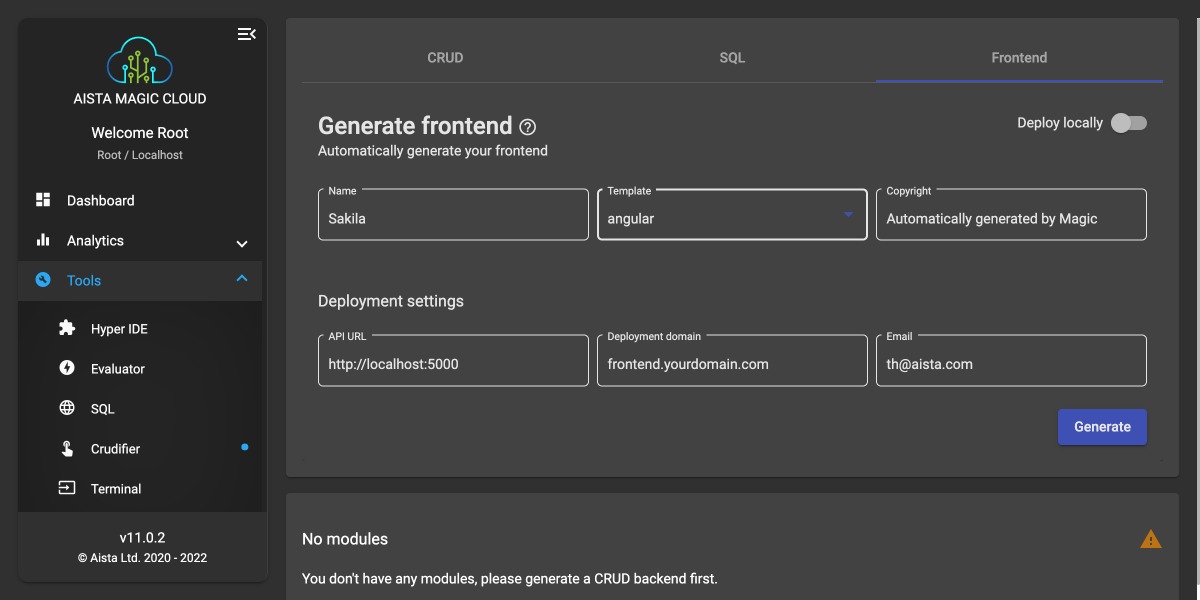 AISTA MAGIC CLOUD
Welcome Root
Root / Localhost
Dashboard
Analytics
Tools
Hyper IDE
Evaluator
SQL
Crudifier
Terminal
v11.0.2
© Aista Ltd. 2020 - 2022
CRUD
SQL
Frontend
Generate frontend ?
Automatically generate your frontend
Deploy locally
Name
Sakila
Template
angular
Copyright
Automatically generated by Magic
Deployment settings
API URL
http://localhost:5000
Deployment domain
frontend.yourdomain.com
Email
th@aista.com
Generate
No modules
You don't have any modules, please generate a CRUD backend first.